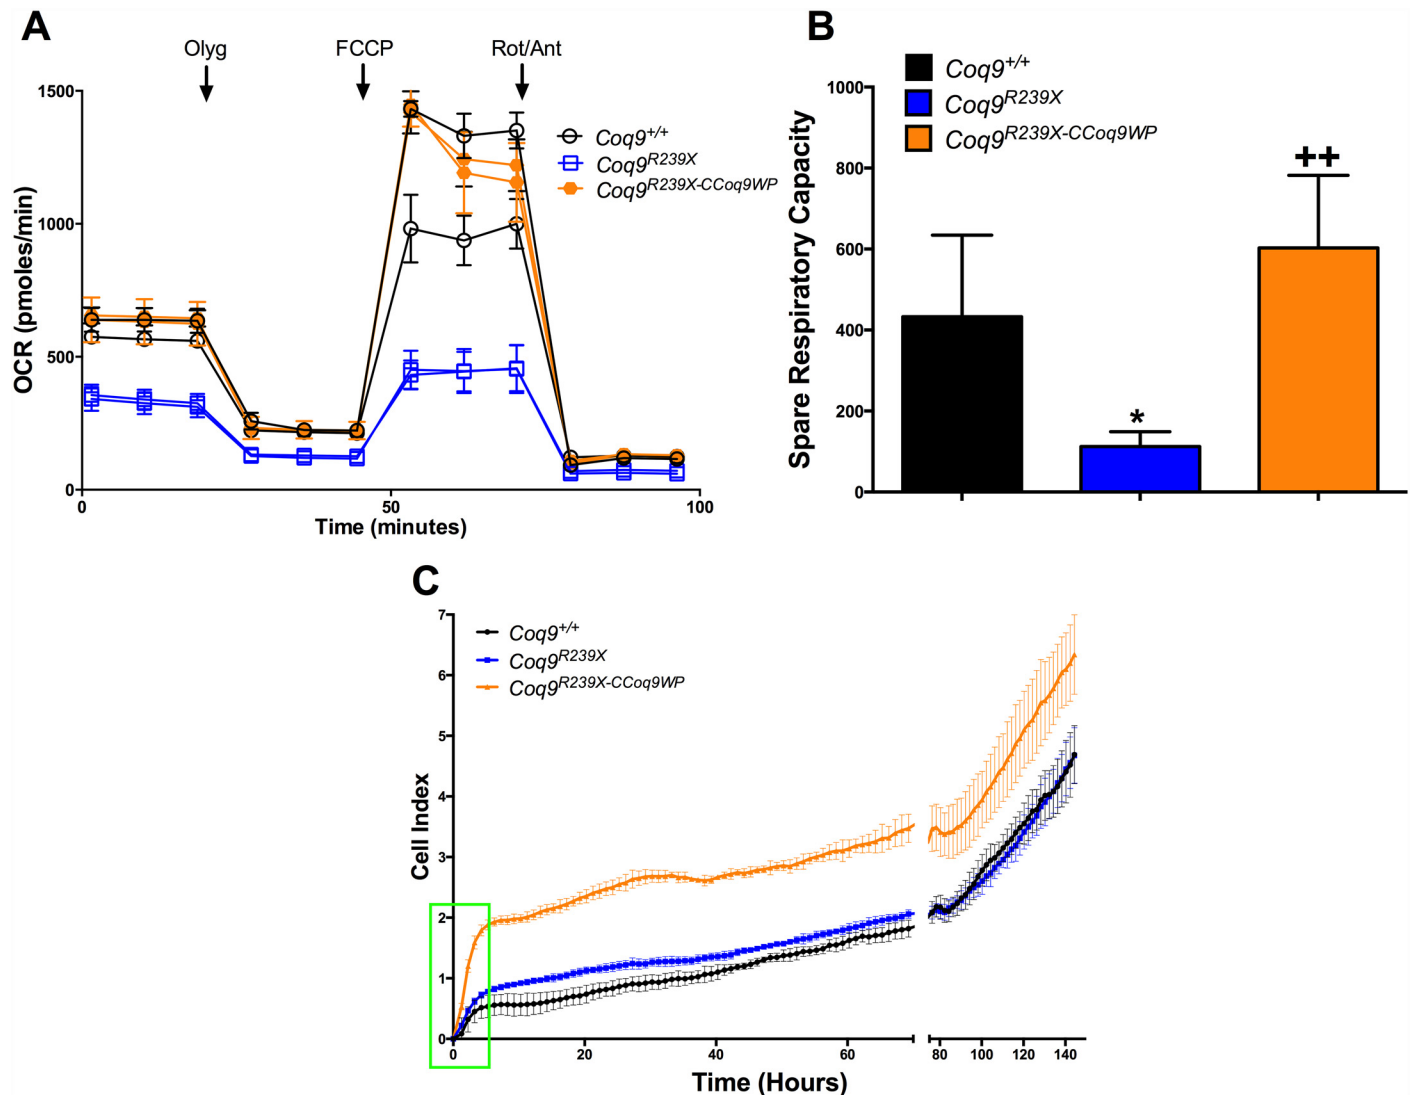 A
Olyg FCCP Rot/Ant
1500
1000
500
0
0 50 100
OCR (pmoles/min)
Time (minutes)
Coq9+/+
Coq9R239X
Coq9R239X-CCoq9WP
B
Coq9+/+
Coq9R239X
Coq9R239X-CCoq9WP
1000
800
600
400
200
0
Spare Respiratory Capacity
*
++
C
Coq9+/+
Coq9R239X
Coq9R239X-CCoq9WP
7
6
5
4
3
2
1
0
Cell Index
0 20 40 60 80 100 120 140
Time (Hours)